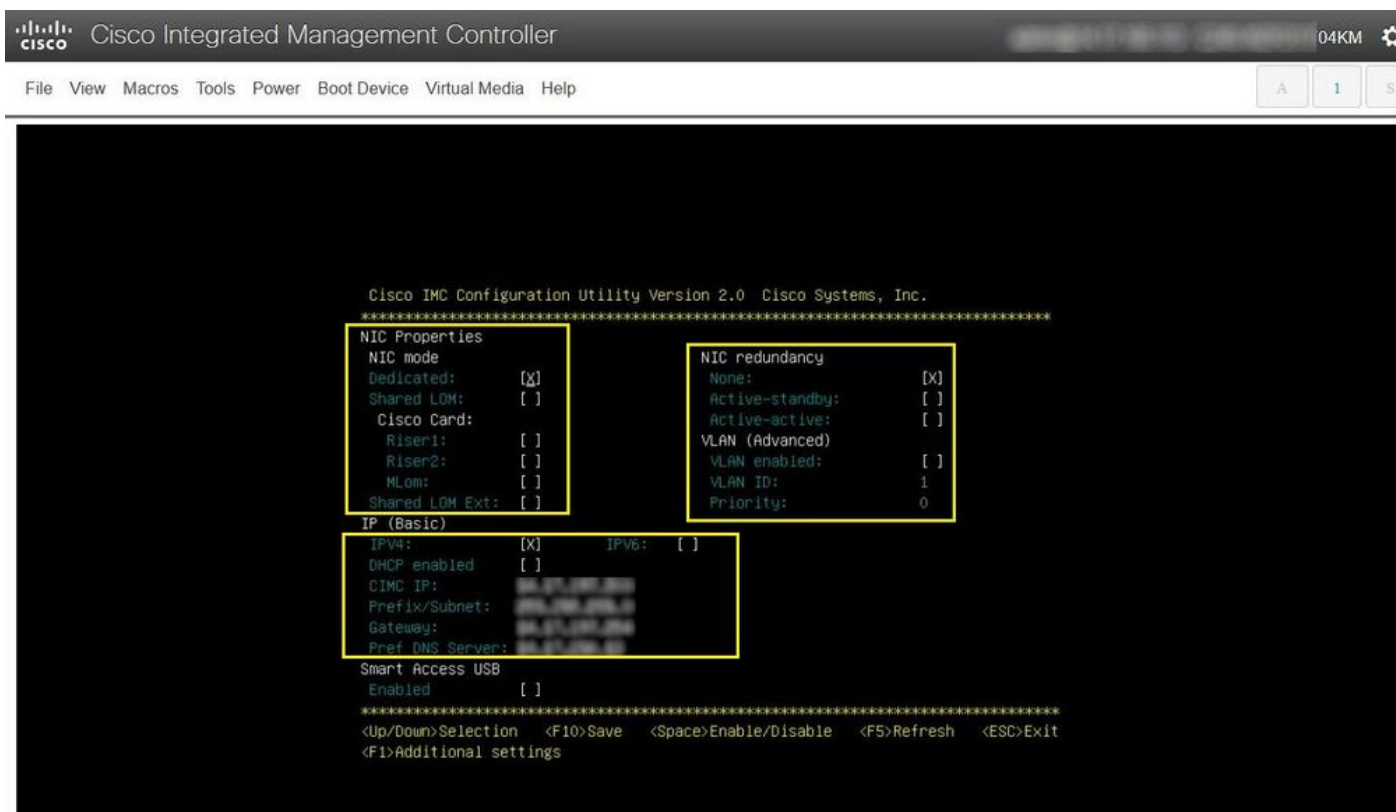 CISCO Cisco Integrated Management Controller 04KM
File View Macros Tools Power Boot Device Virtual Media Help A 1 S
Cisco IMC Configuration Utility Version 2.0 Cisco Systems, Inc.
*******************************************************************************
NIC Properties
NIC mode NIC redundancy
Dedicated: [X] None: [X]
Shared LOM: [ ] Active-standby: [ ]
Cisco Card: Active-active: [ ]
Riser1: [ ] VLAN (Advanced)
Riser2: [ ] VLAN enabled: [ ]
MLom: [ ] VLAN ID: 1
Shared LOM Ext: [ ] Priority: 0
IP (Basic)
IPV4: [X] IPV6: [ ]
DHCP enabled [ ]
CIMC IP:
Prefix/Subnet:
Gateway:
Pref DNS Server:
Smart Access USB
Enabled [ ]
********************************************************************************
<Up/Down>Selection <F10>Save <Space>Enable/Disable <F5>Refresh <ESC>Exit
<F1>Additional settings